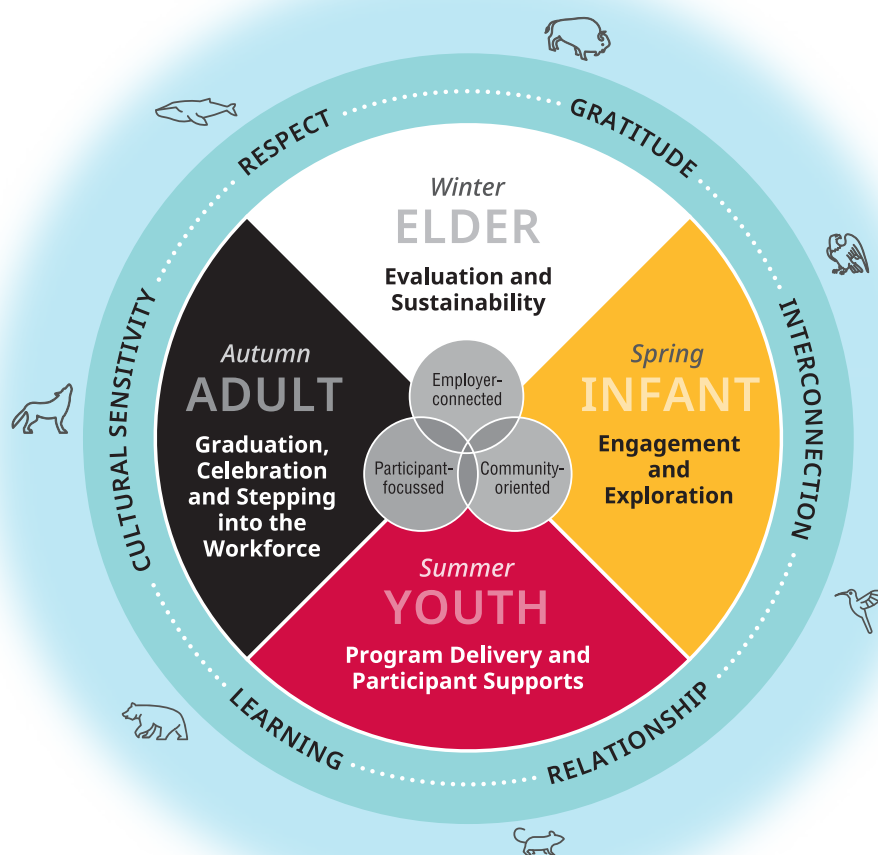 RESPECT
GRATITUDE
INTERCONNECTION
RELATIONSHIP
LEARNING
CULTURAL SENSITIVITY
Winter
ELDER
Evaluation and
Sustainability
Spring
INFANT
Engagement
and
Exploration
Summer
YOUTH
Program Delivery and
Participant Supports
Autumn
ADULT
Graduation,
Celebration
and Stepping
into the
Workforce
Employer-
connected
Participant-
focussed
Community-
oriented